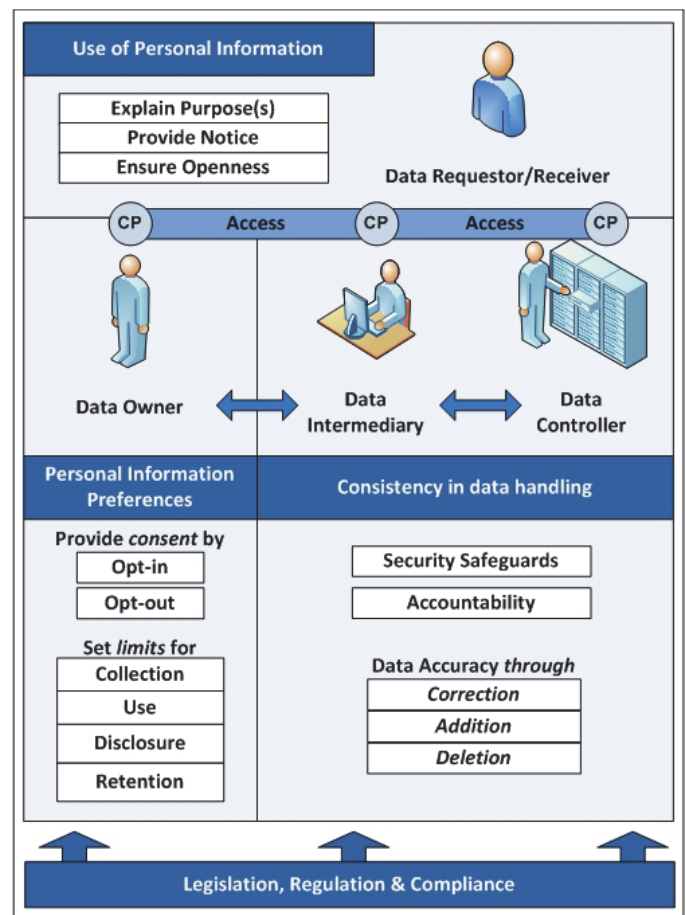 Use of Personal Information
Explain Purpose(s)
Provide Notice
Ensure Openness
Data Requestor/Receiver
CP
Access
CP
Access
CP
Data Owner
Data
Intermediary
Data
Controller
Personal Information
Preferences
Consistency in data handling
Provide consent by
Opt-in
Opt-out
Set limits for
Collection
Use
Disclosure
Retention
Security Safeguards
Accountability
Data Accuracy through
Correction
Addition
Deletion
Legislation, Regulation & Compliance